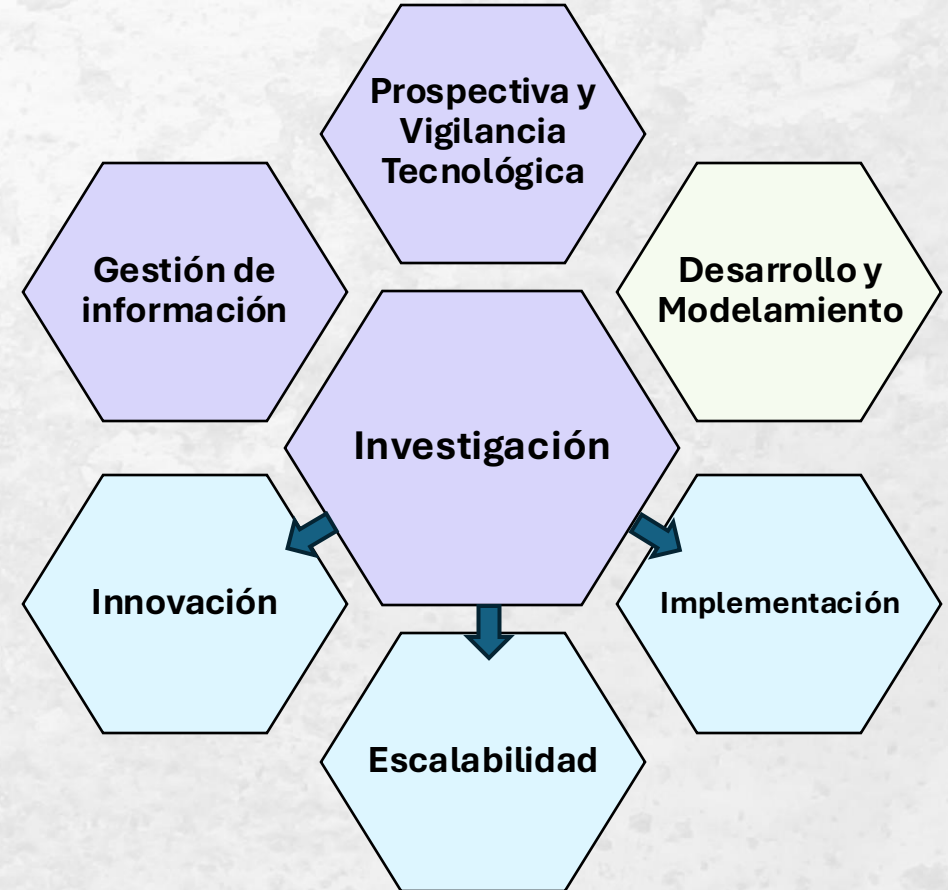 Prospectiva y
Vigilancia
Tecnológica
Gestión de
información
Desarrollo y
Modelamiento
Investigación
Innovación
Implementación
Escalabilidad